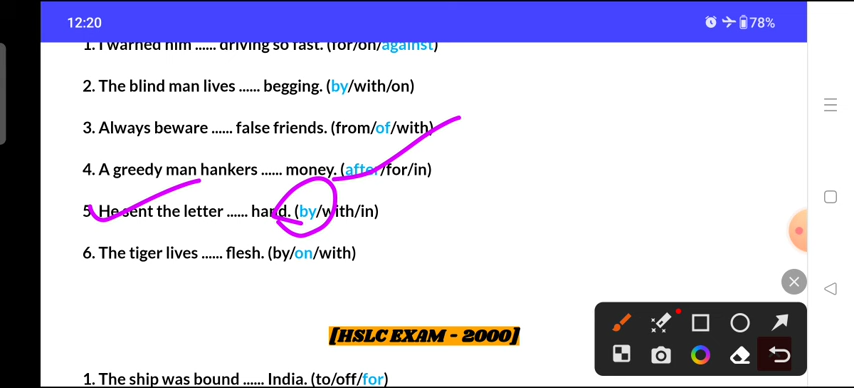 12:20
78%
1. I warned him ...... driving so fast. (for/on/against)
2. The blind man lives ...... begging. (by/with/on)
3. Always beware ...... false friends. (from/of/with)
4. A greedy man hankers ...... money. (after/for/in)
5. He sent the letter ...... hand. (by/with/in)
6. The tiger lives ...... flesh. (by/on/with)
[HSLC EXAM - 2000]
1. The ship was bound ...... India. (to/off/for)